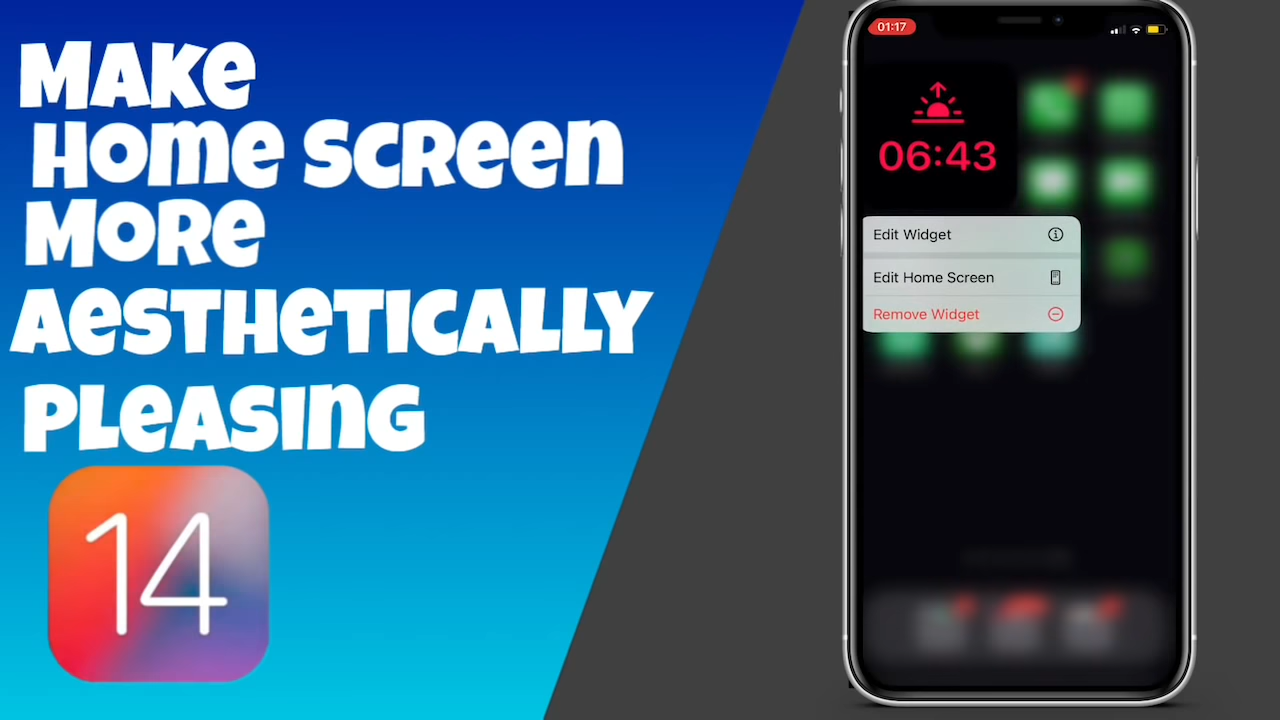 Make
Home Screen
More
Aesthetically
Pleasing
14
01:17
06:43
Edit Widget
Edit Home Screen
Remove Widget